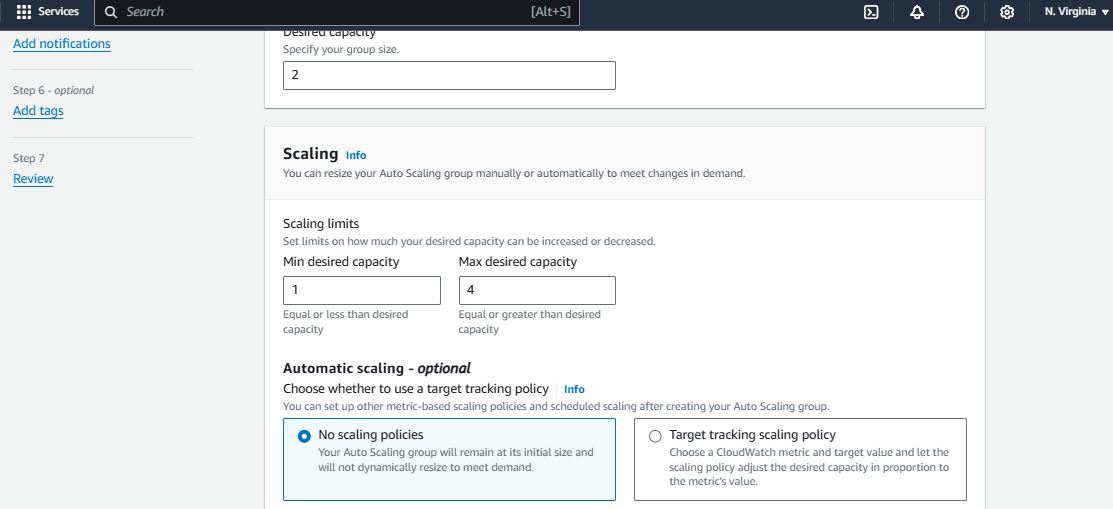 Services
Search
[Alt+S]
N. Virginia
Add notifications
Step 6 - optional
Add tags
Step 7
Review
Desired capacity
Specify your group size.
2
Scaling Info
You can resize your Auto Scaling group manually or automatically to meet changes in demand.
Scaling limits
Set limits on how much your desired capacity can be increased or decreased.
Min desired capacity
1
Equal or less than desired
capacity
Max desired capacity
4
Equal or greater than desired
capacity
Automatic scaling - optional
Choose whether to use a target tracking policy Info
You can set up other metric-based scaling policies and scheduled scaling after creating your Auto Scaling group.
No scaling policies
Your Auto Scaling group will remain at its initial size and
will not dynamically resize to meet demand.
Target tracking scaling policy
Choose a CloudWatch metric and target value and let the
scaling policy adjust the desired capacity in proportion to
the metric's value.